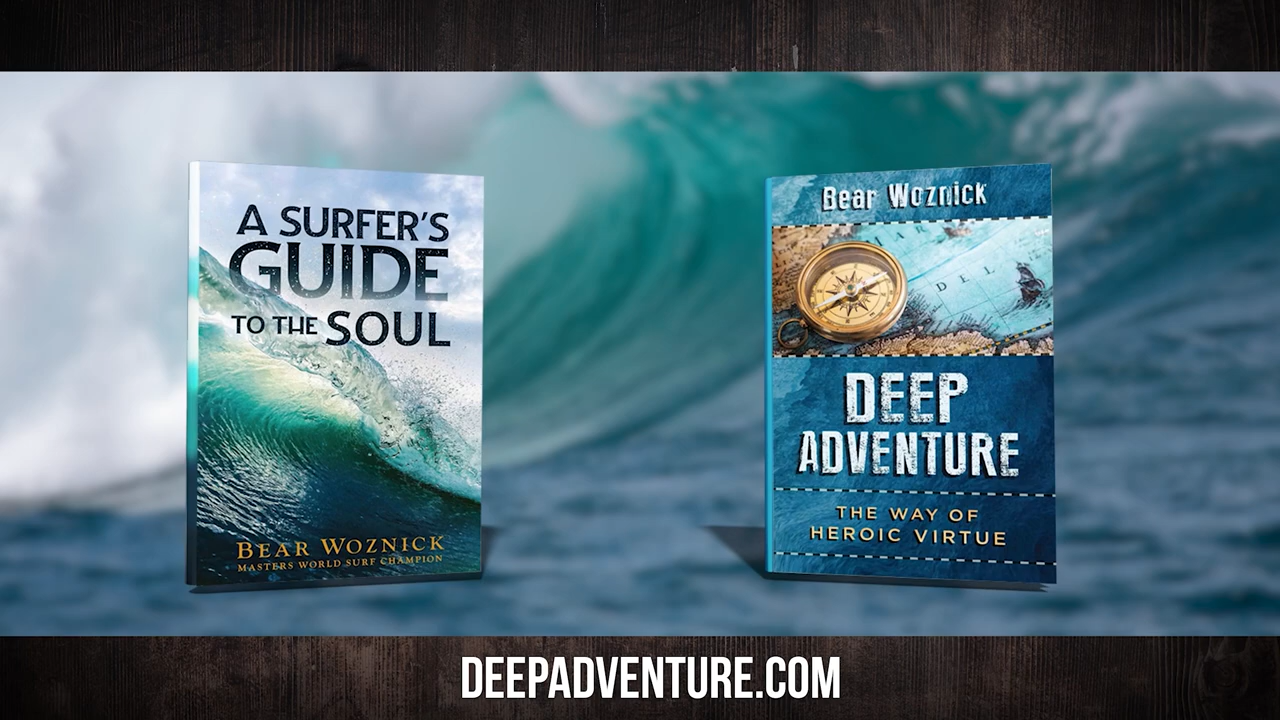 A SURFER'S
GUIDE
TO THE SOUL
BEAR WOZNICK
MASTERS WORLD SURF CHAMPION
Bear Woznick
DEL
DEEP
ADVENTURE
THE WAY OF
HEROIC VIRTUE
DEEPADVENTURE.COM